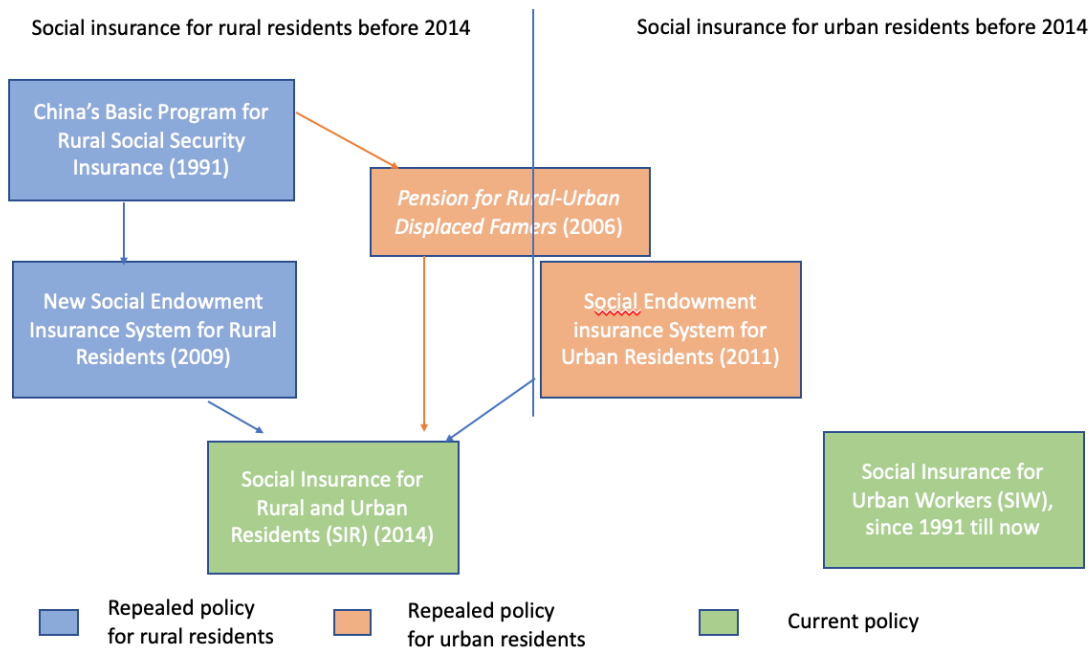 Social insurance for rural residents before 2014
Social insurance for urban residents before 2014
China's Basic Program for
Rural Social Security
Insurance (1991)
Pension for Rural-Urban
Displaced Famers (2006)
New Social Endowment
Insurance System for Rural
Residents (2009)
Social Endowment
insurance System for
Urban Residents (2011)
Social Insurance for
Rural and Urban
Residents (SIR) (2014)
Social Insurance for
Urban Workers (SIW),
since 1991 till now
Repealed policy
for rural residents
Repealed policy
for urban residents
Current policy